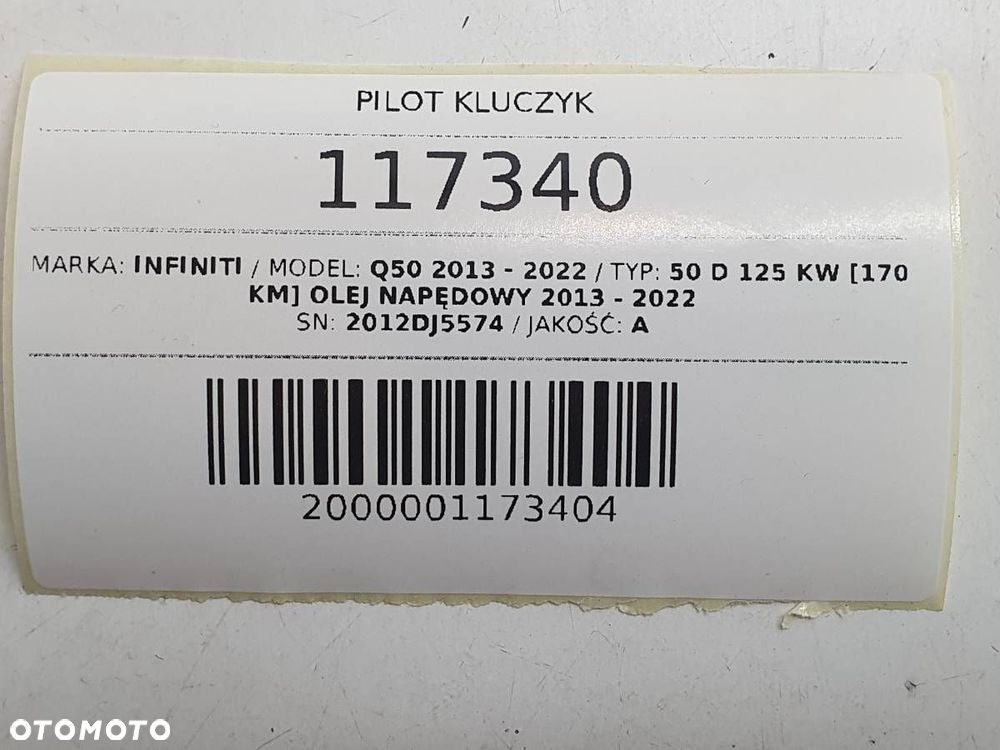 PILOT KLUCZYK
117340
MARKA: INFINITI / MODEL: Q50 2013 - 2022 / TYP: 50 D 125 KW [170
KM] OLEJ NAPĘDOWY 2013 - 2022
SN: 2012DJ5574 / JAKOŚĆ: A
2000001173404
OTOMOTO